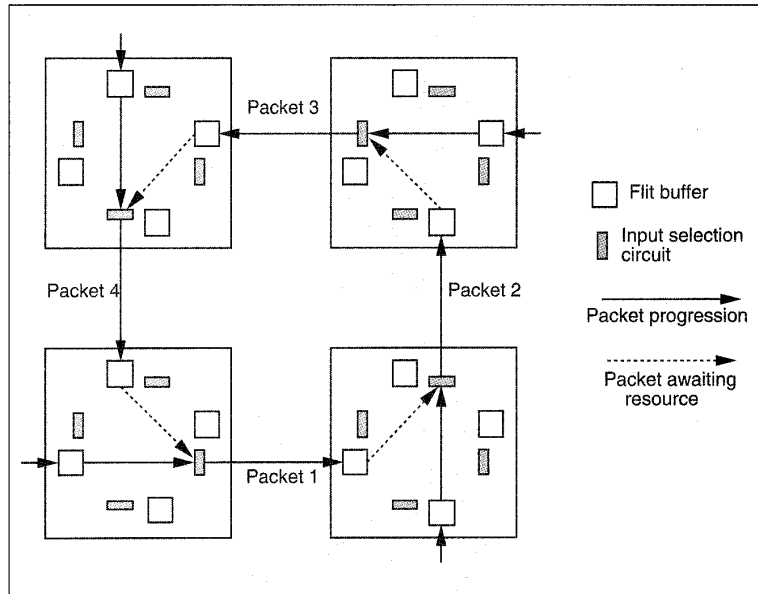 Packet 3
Flit buffer
Input selection
circuit
Packet 4
Packet 2
Packet progression
Packet awaiting
resource
Packet 1